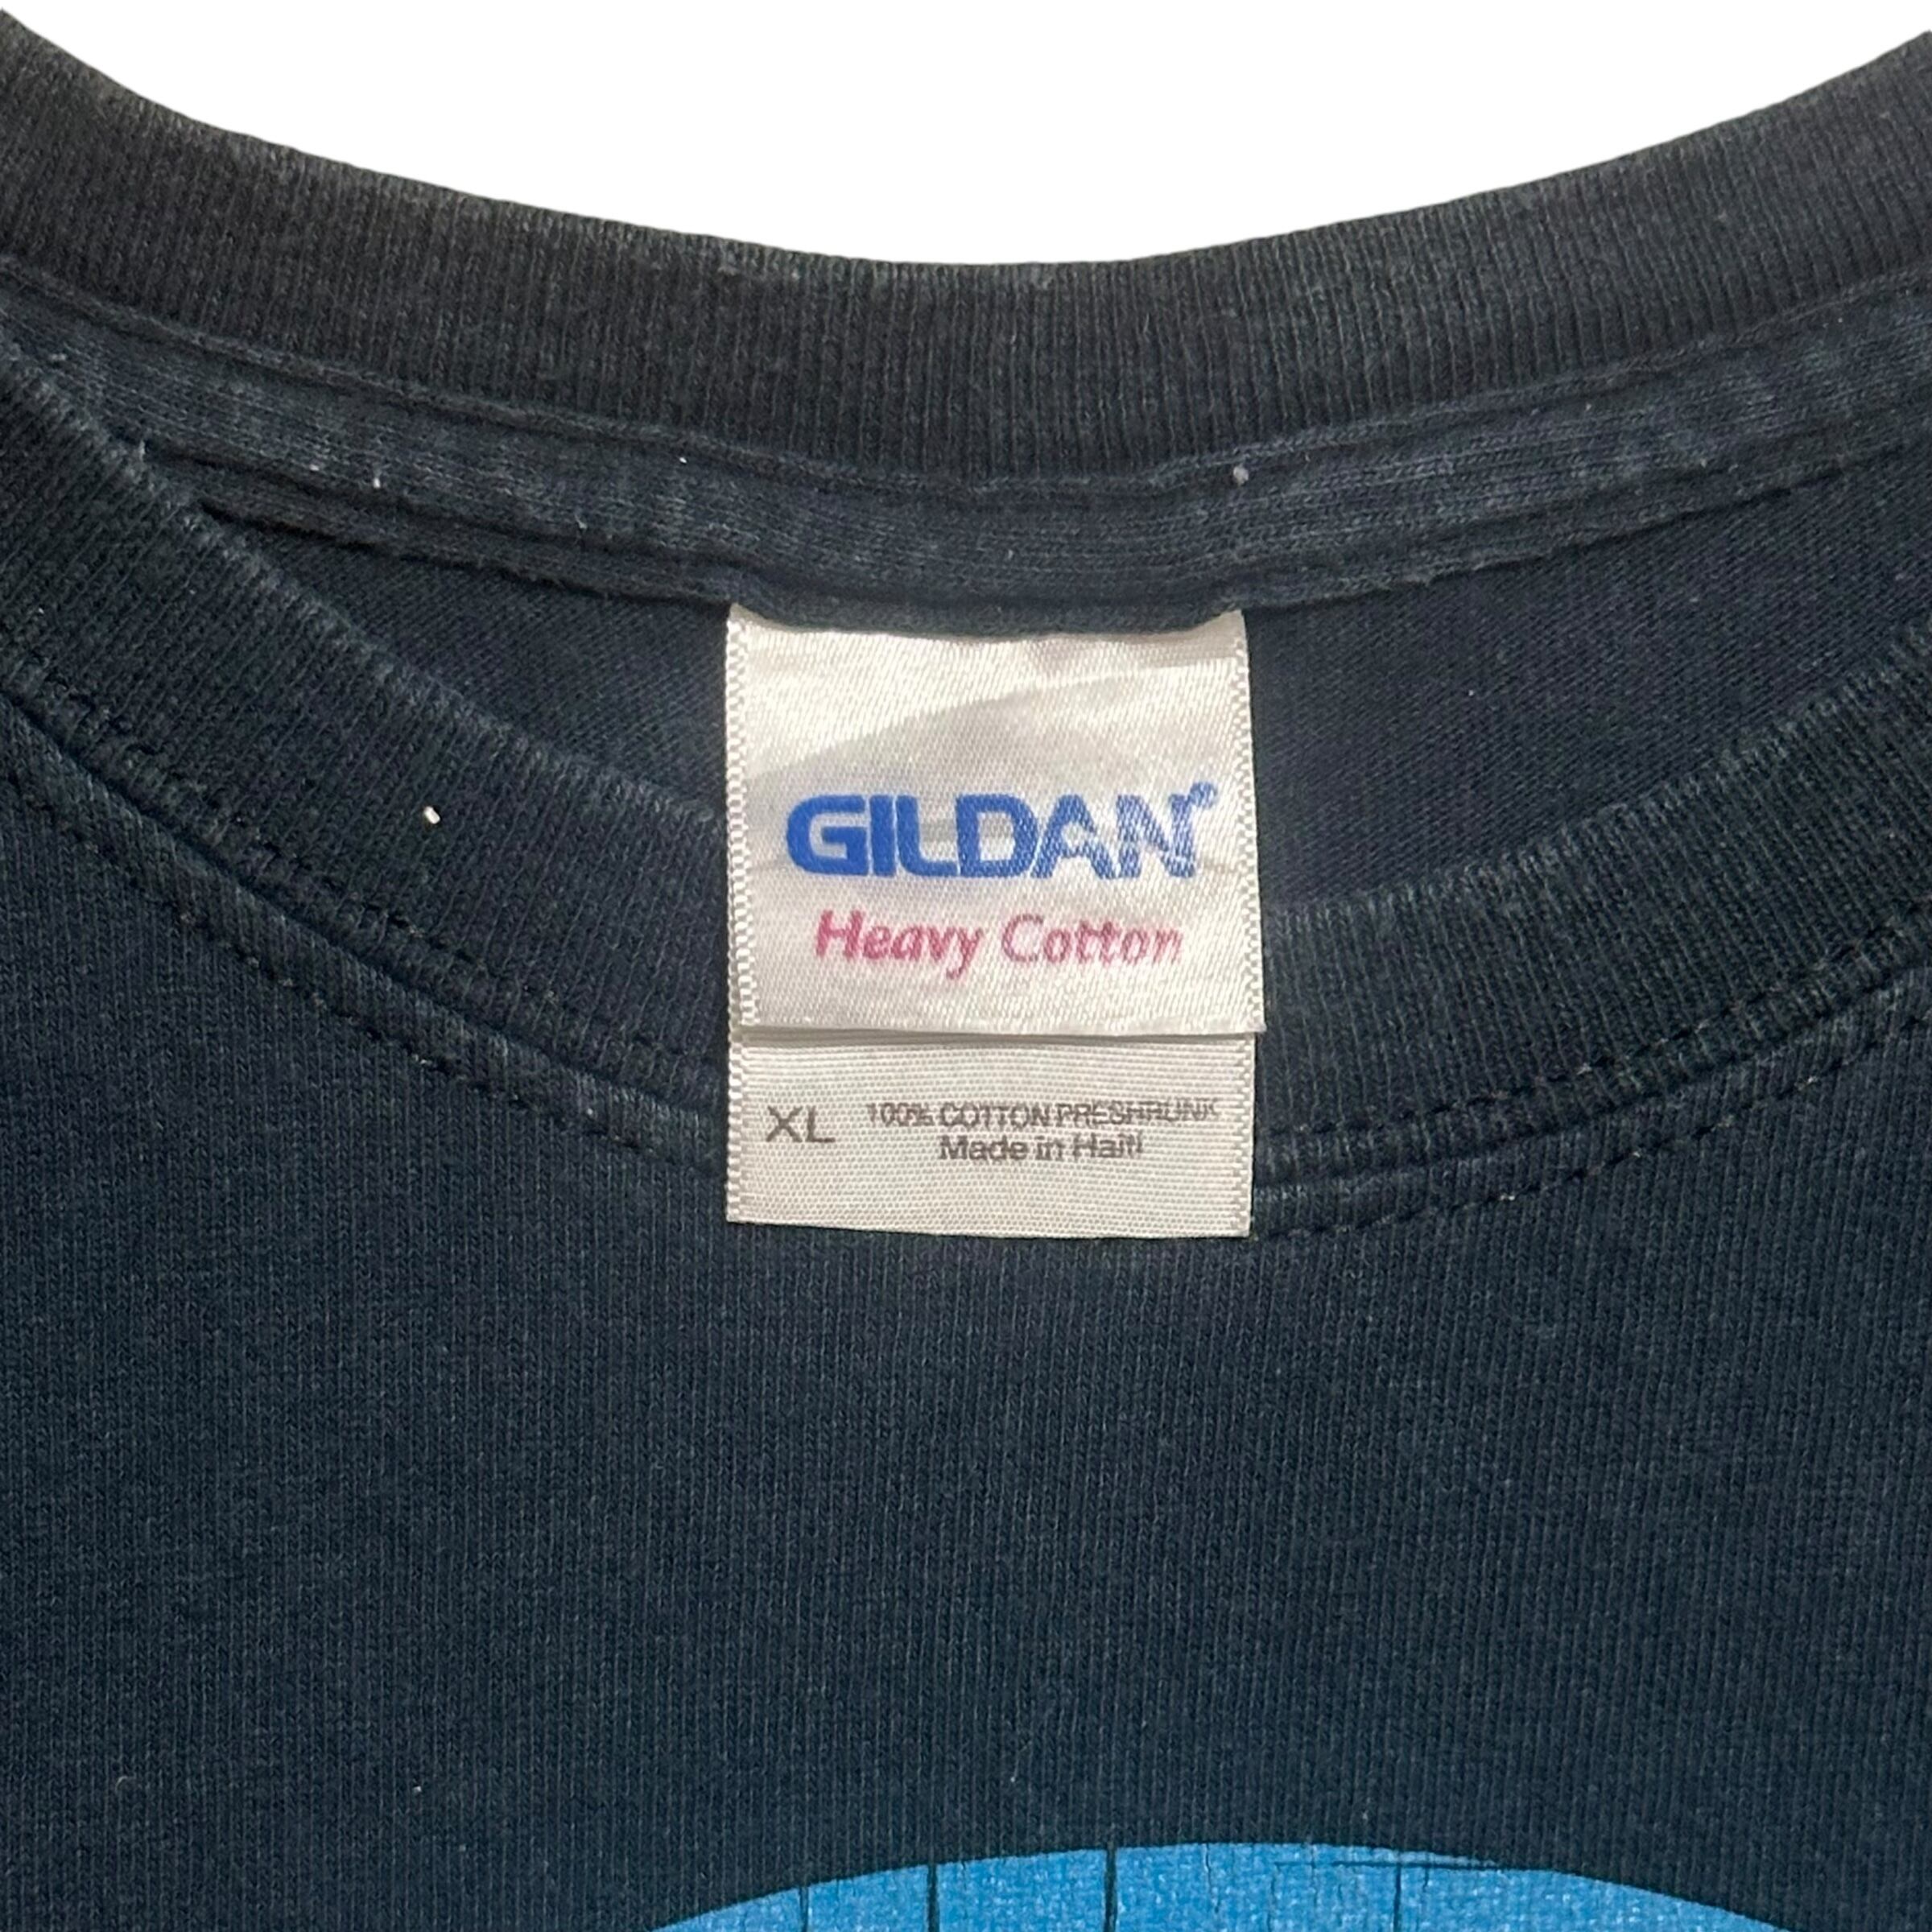 GILDAN®
Heavy Cotton
XL 100% COTTON PRESHRUNK
Made in Haiti